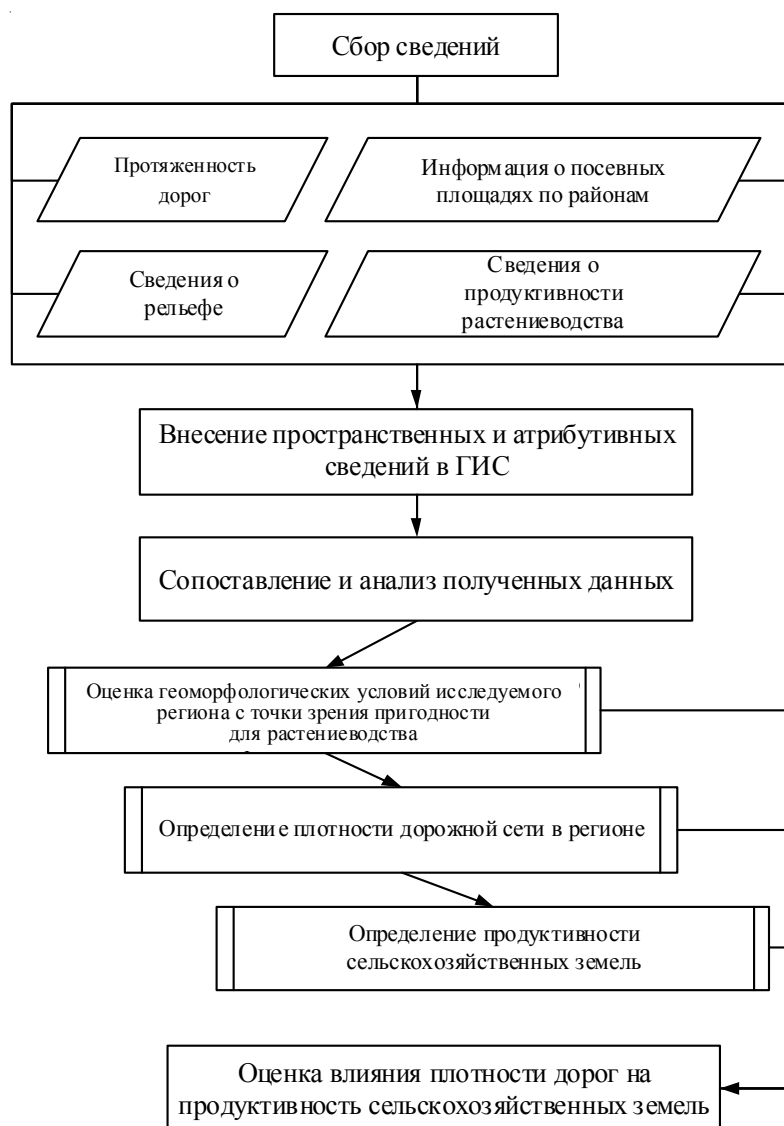 Сбор сведений
Протяженность
дорог
Информация о посевных
площадях по районам
Сведения о
рельефе
Сведения о
продуктивности
растениеводства
Внесение пространственных и атрибутивных
сведений в ГИС
Сопоставление и анализ полученных данных
Оценка геоморфологических условий исследуемого
региона с точки зрения пригодности
для растениеводства
Определение плотности дорожной сети в регионе
Определение продуктивности
сельскохозяйственных земель
Оценка влияния плотности дорог на
продуктивность сельскохозяйственных земель